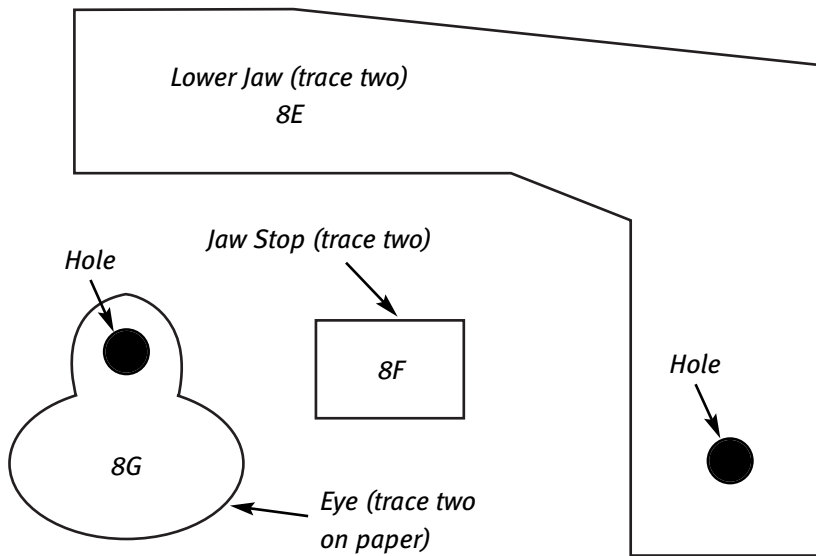 Lower Jaw (trace two)
8E
Jaw Stop (trace two)
Hole
8F
Hole
8G
Eye (trace two
on paper)